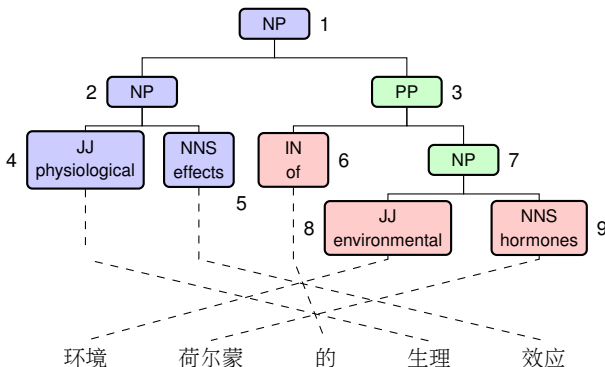 NP 1
2 NP PP 3
4 JJ physiological NNS effects 5 IN of 6 NP 7
8 JJ environmental NNS hormones 9
环境 荷尔蒙 的 生理 效应